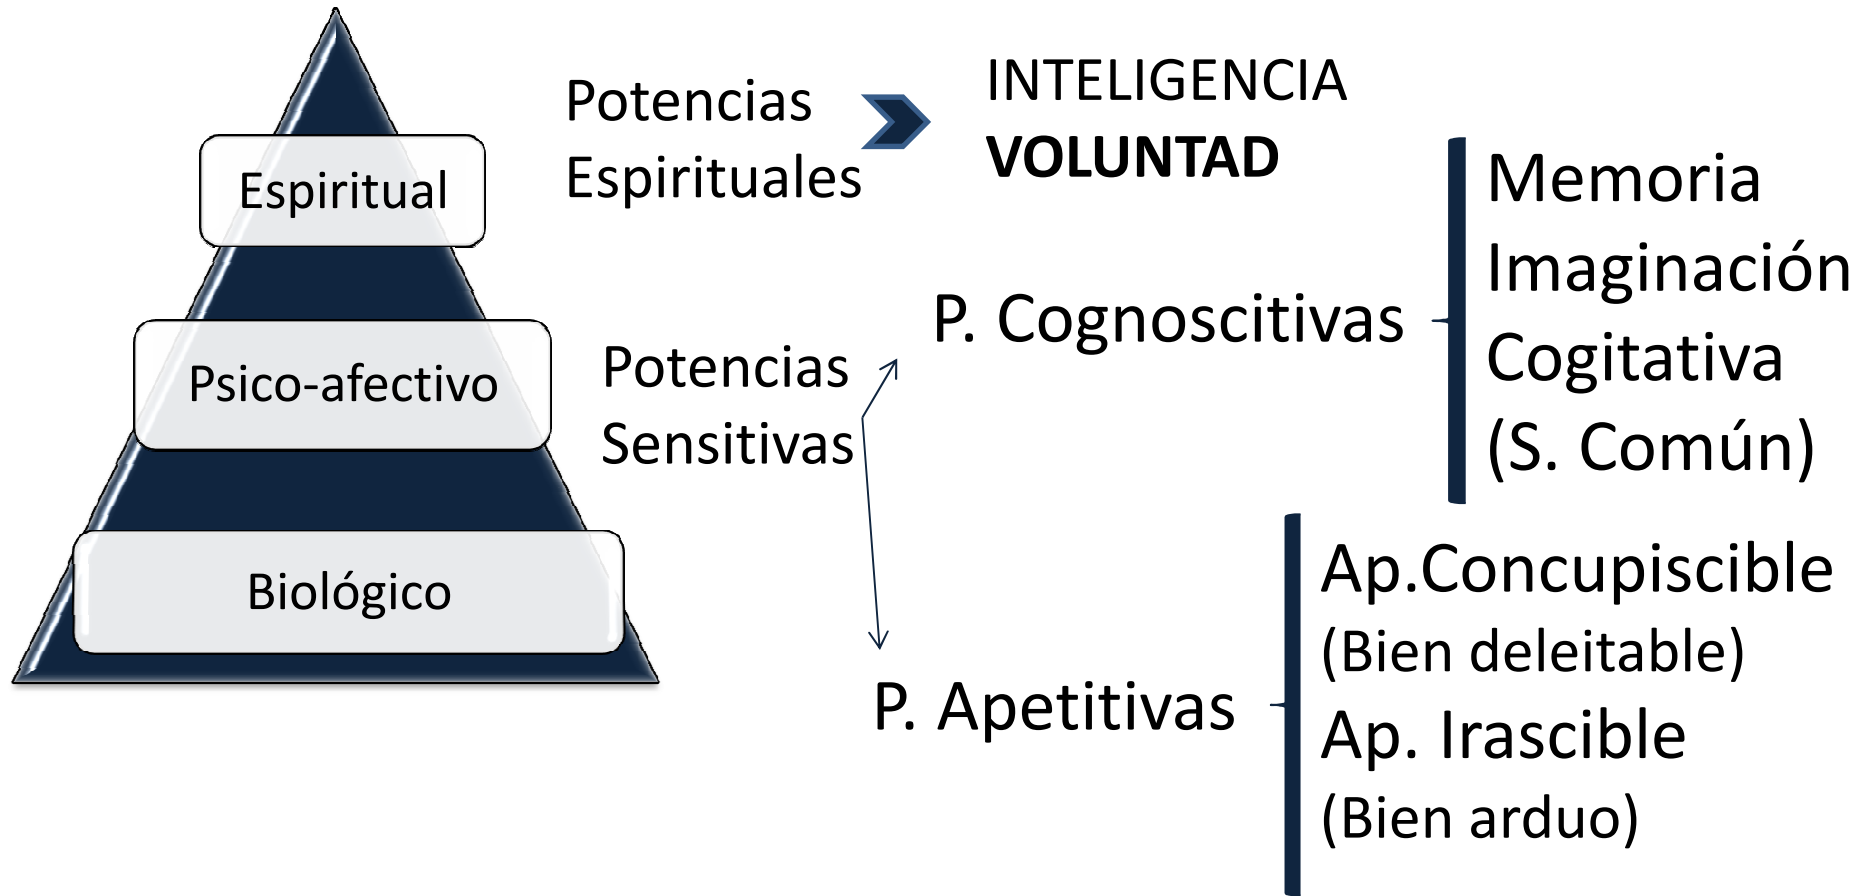 Espiritual
Psico-afectivo
Biológico
Potencias
Espirituales
INTELIGENCIA
VOLUNTAD
Potencias
Sensitivas
P. Cognoscitivas
Memoria
Imaginación
Cogitativa
(S. Común)
P. Apetitivas
Ap.Concupiscible
(Bien deleitable)
Ap. Irascible
(Bien arduo)